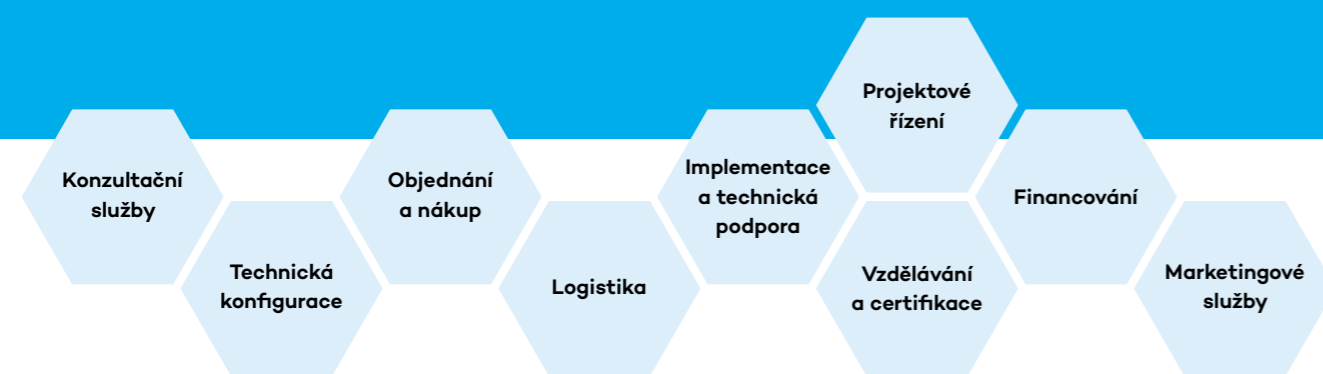 Konzultační
služby
Technická
konfigurace
Objednání
a nákup
Logistika
Implementace
a technická
podpora
Projektové
řízení
Vzdělávání
a certifikace
Financování
Marketingové
služby